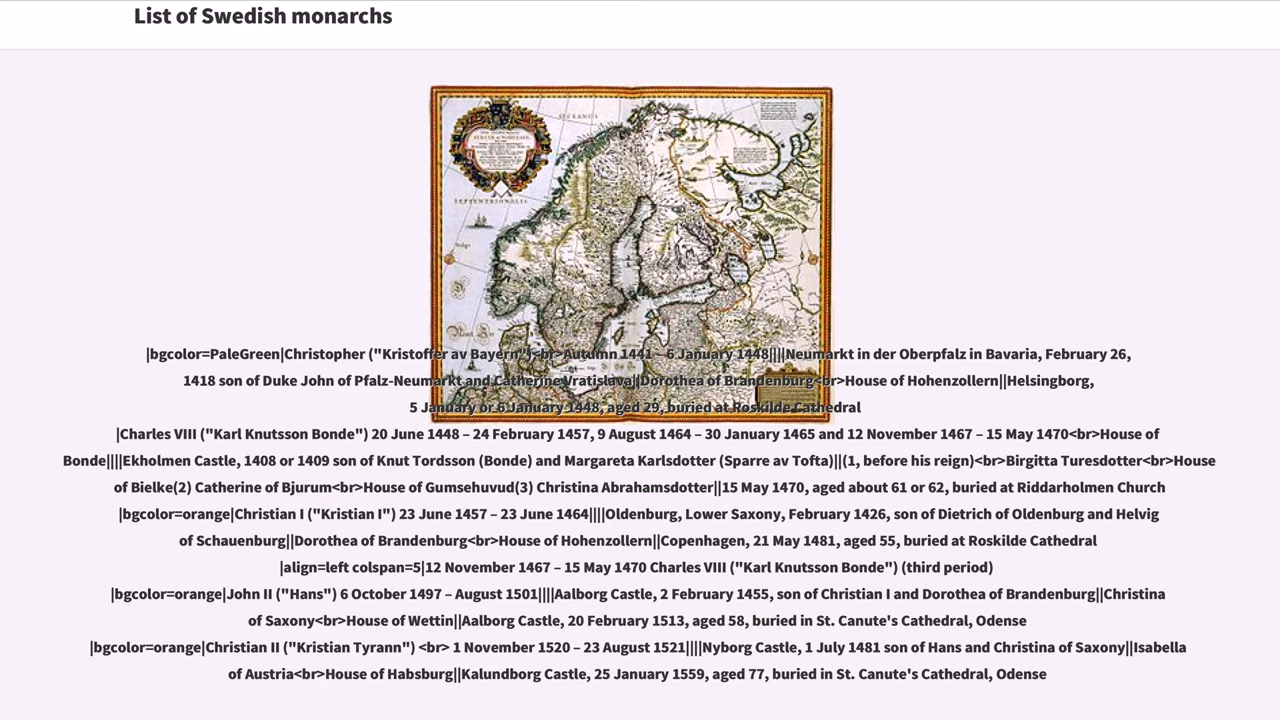 List of Swedish monarchs
OCEANUS
SEPTENTRIONALIS
|bgcolor=PaleGreen|Christopher ("Kristoffer av Bayern")<br>Autumn 1441 – 6 January 1448||||Neumarkt in der Oberpfalz in Bavaria, February 26,
1418 son of Duke John of Pfalz-Neumarkt and Catherine Vratislava||Dorothea of Brandenburg<br>House of Hohenzollern||Helsingborg,
5 January or 6 January 1448, aged 29, buried at Roskilde Cathedral
|Charles VIII ("Karl Knutsson Bonde") 20 June 1448 – 24 February 1457, 9 August 1464 – 30 January 1465 and 12 November 1467 – 15 May 1470<br>House of
Bonde||||Ekholmen Castle, 1408 or 1409 son of Knut Tordsson (Bonde) and Margareta Karlsdotter (Sparre av Tofta)||(1, before his reign)<br>Birgitta Turesdotter<br>House
of Bielke(2) Catherine of Bjurum<br>House of Gumsehuvud(3) Christina Abrahamsdotter||15 May 1470, aged about 61 or 62, buried at Riddarholmen Church
|bgcolor=orange|Christian I ("Kristian I") 23 June 1457 – 23 June 1464||||Oldenburg, Lower Saxony, February 1426, son of Dietrich of Oldenburg and Helvig
of Schauenburg||Dorothea of Brandenburg<br>House of Hohenzollern||Copenhagen, 21 May 1481, aged 55, buried at Roskilde Cathedral
|align=left colspan=5|12 November 1467 – 15 May 1470 Charles VIII ("Karl Knutsson Bonde") (third period)
|bgcolor=orange|John II ("Hans") 6 October 1497 – August 1501||||Aalborg Castle, 2 February 1455, son of Christian I and Dorothea of Brandenburg||Christina
of Saxony<br>House of Wettin||Aalborg Castle, 20 February 1513, aged 58, buried in St. Canute's Cathedral, Odense
|bgcolor=orange|Christian II ("Kristian Tyrann") <br> 1 November 1520 – 23 August 1521||||Nyborg Castle, 1 July 1481 son of Hans and Christina of Saxony||Isabella
of Austria<br>House of Habsburg||Kalundborg Castle, 25 January 1559, aged 77, buried in St. Canute's Cathedral, Odense